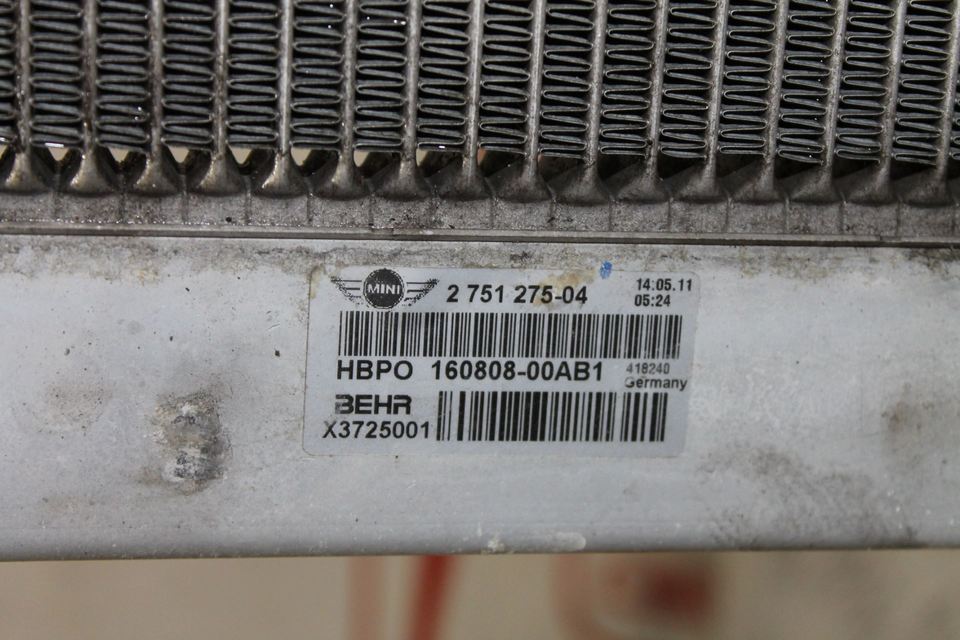 MINI 2 751 275-04 14.05.11
05:24
HBPO 160808-00AB1 418240
Germany
BEHR
X3725001